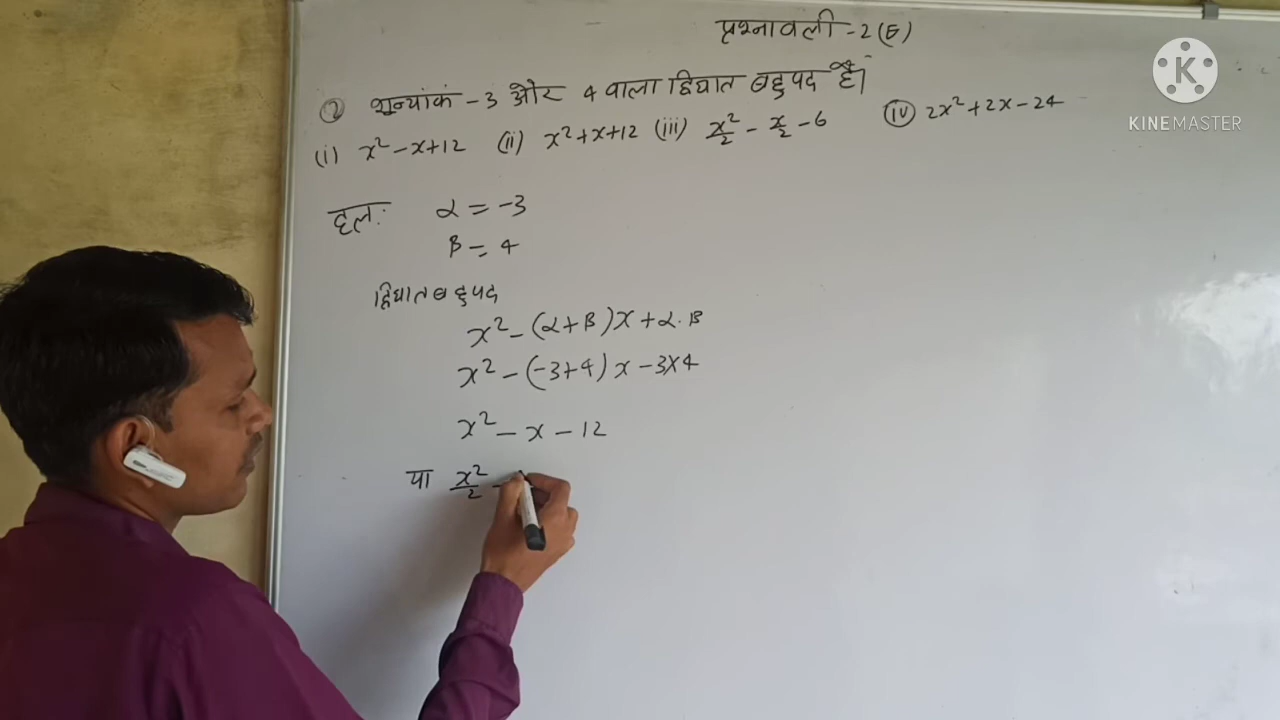 प्रश्नावली-2(E)
② शून्यांक -3 और 4 वाला द्विघात बहुपद है।
(i) x² - x + 12 (ii) x² + x + 12 (iii) x²/2 - x/2 - 6 (iv) 2x² + 2x - 24
हल:
α = -3
β = 4
द्विघात बहुपद
x² - (α + β)x + α.β
x² - (-3+4)x - 3×4
x² - x - 12
या x²/2 -
K
KINEMASTER